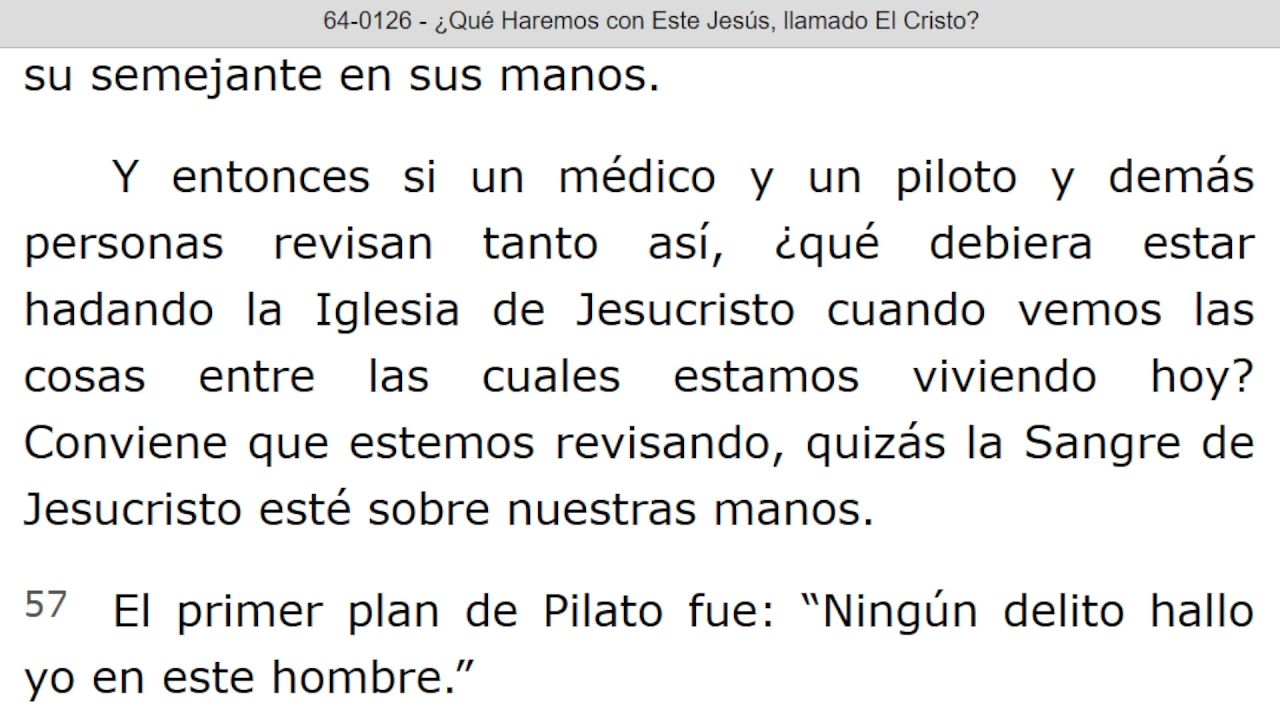 64-0126 - ¿Qué Haremos con Este Jesús, llamado El Cristo?
su semejante en sus manos.
Y entonces si un médico y un piloto y demás
personas revisan tanto así, ¿qué debiera estar
hadando la Iglesia de Jesucristo cuando vemos las
cosas entre las cuales estamos viviendo hoy?
Conviene que estemos revisando, quizás la Sangre de
Jesucristo esté sobre nuestras manos.
57 El primer plan de Pilato fue: “Ningún delito hallo
yo en este hombre.”